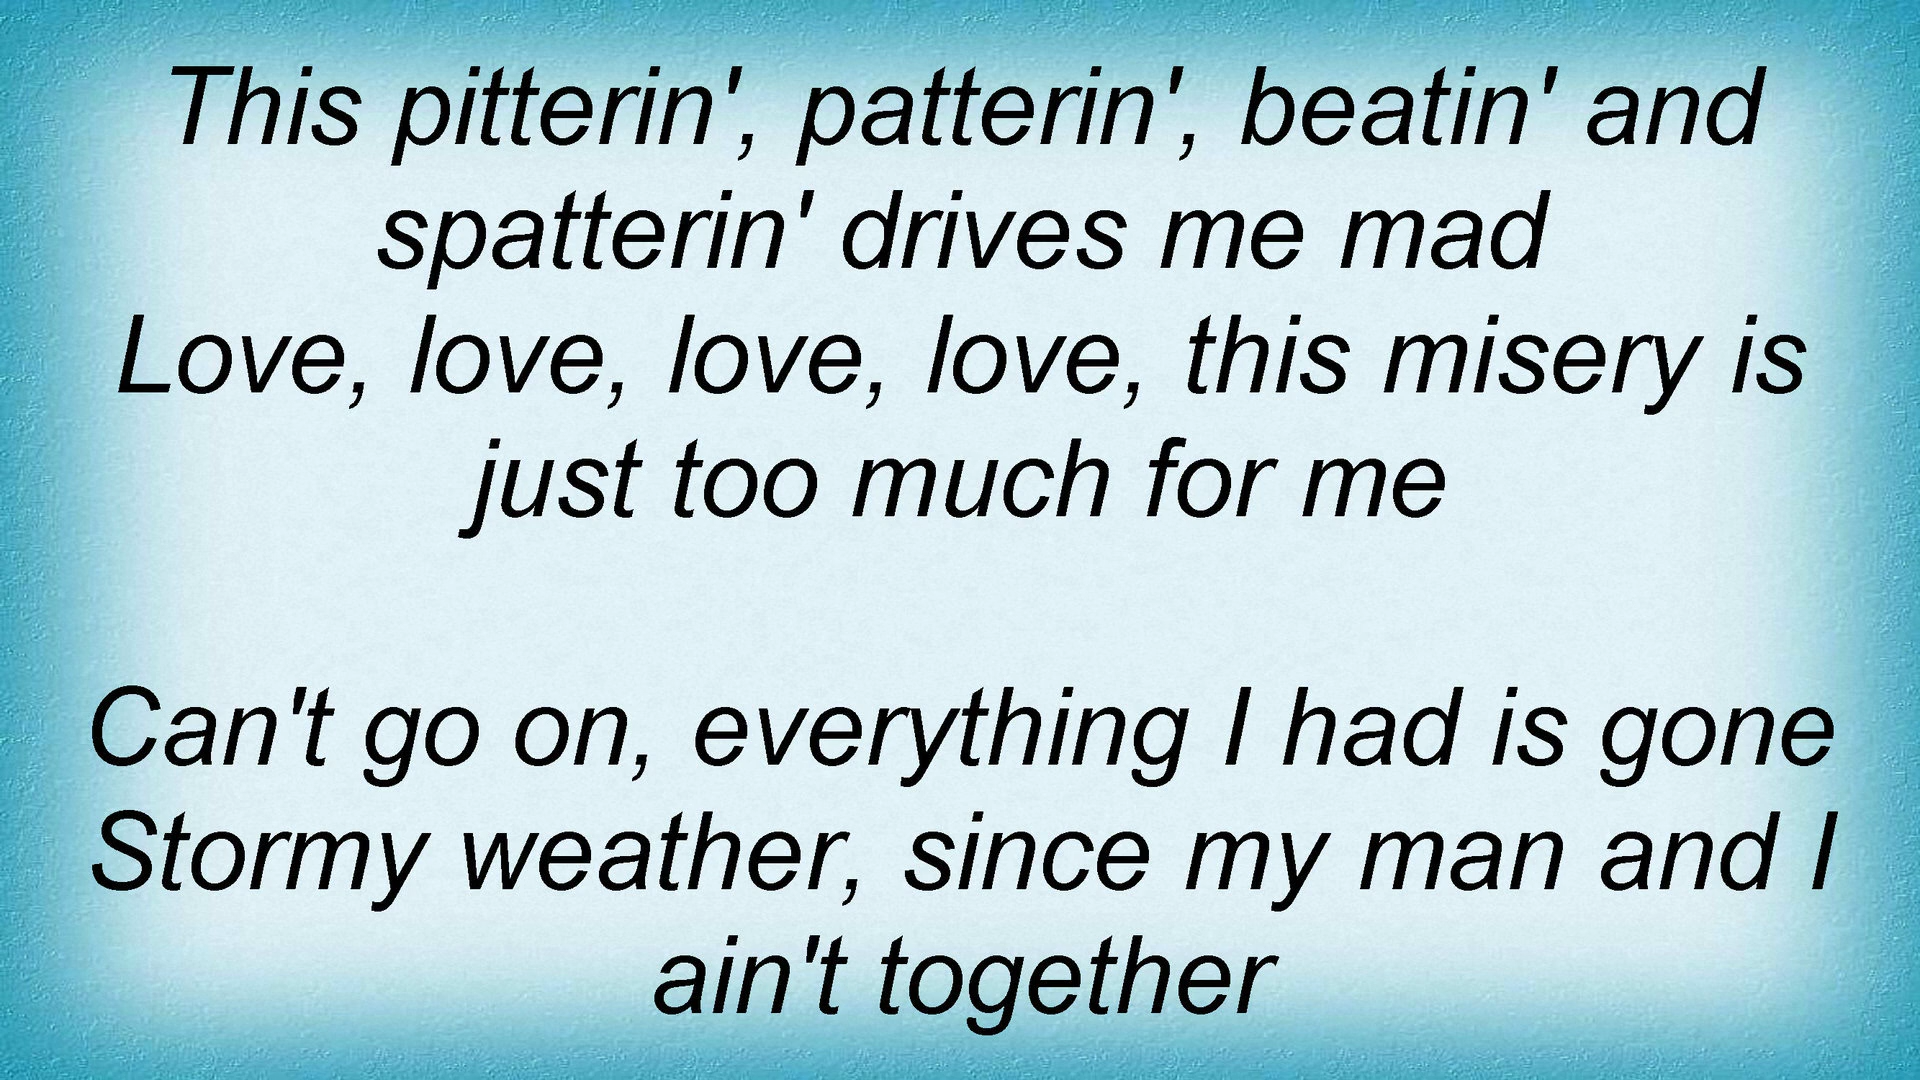 This pitterin', patterin', beatin' and
spatterin' drives me mad
Love, love, love, love, this misery is
just too much for me
Can't go on, everything I had is gone
Stormy weather, since my man and I
ain't together